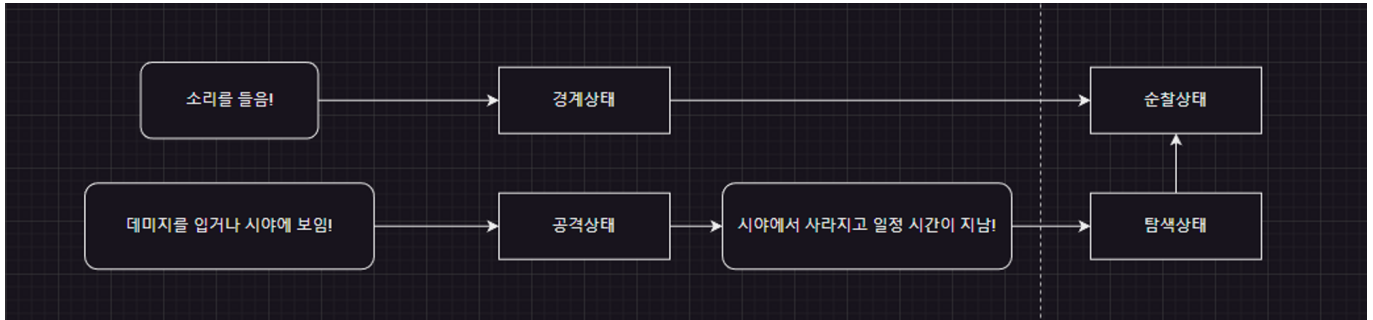 소리를 들음!
경계상태
순찰상태
데미지를 입거나 시야에 보임!
공격상태
시야에서 사라지고 일정 시간이 지남!
탐색상태